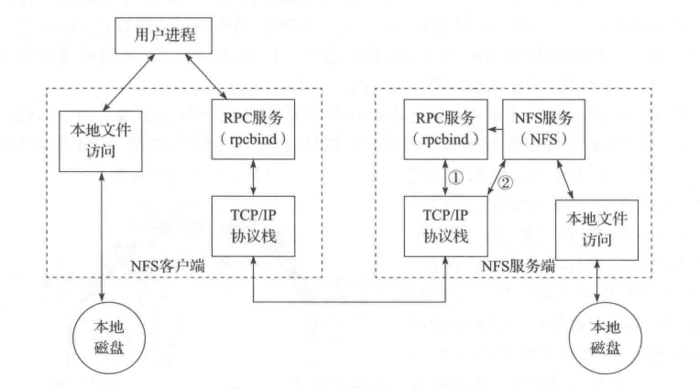 用户进程
本地文件
访问
RPC服务
（rpcbind）
TCP/IP
协议栈
NFS客户端
本地
磁盘
RPC服务
（rpcbind）
NFS服务
（NFS）
①
②
TCP/IP
协议栈
本地文件
访问
NFS服务端
本地
磁盘